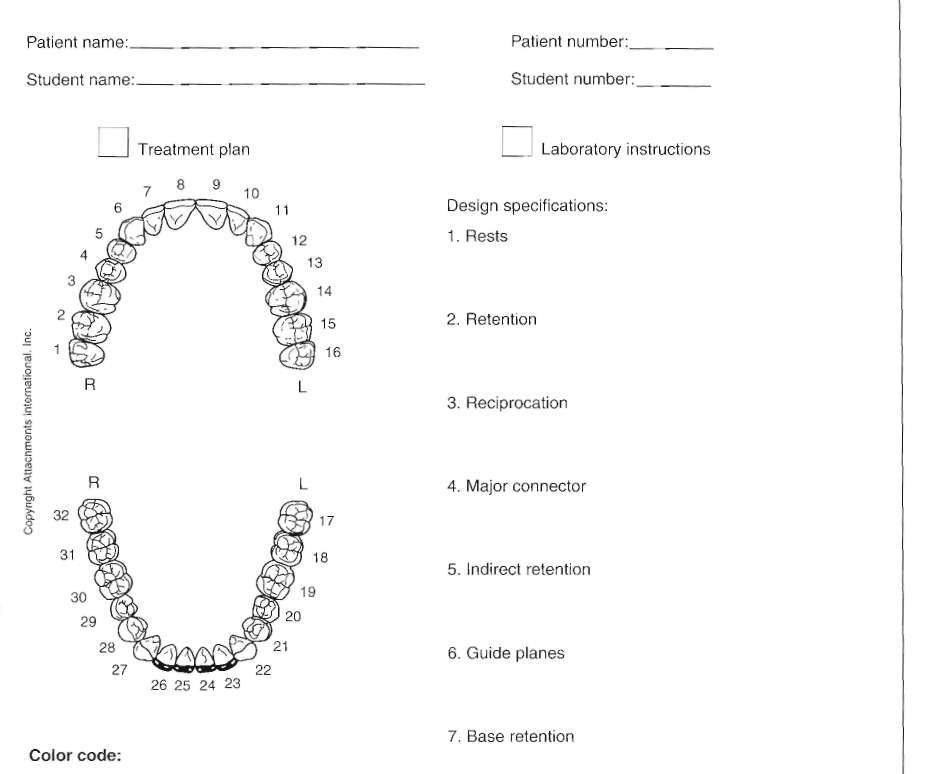 Patient name:
Patient number:
Student name:
Student number:
Treatment plan
Laboratory instructions
7 8 9 10
6 11
5 12
4 13
3 14
2 15
1 16
R L
Design specifications:
1. Rests
2. Retention
3. Reciprocation
4. Major connector
5. Indirect retention
6. Guide planes
7. Base retention
Copyright Attachments international, Inc.
R L
32 17
31 18
30 19
29 20
28 21
27 22
26 25 24 23
Color code: